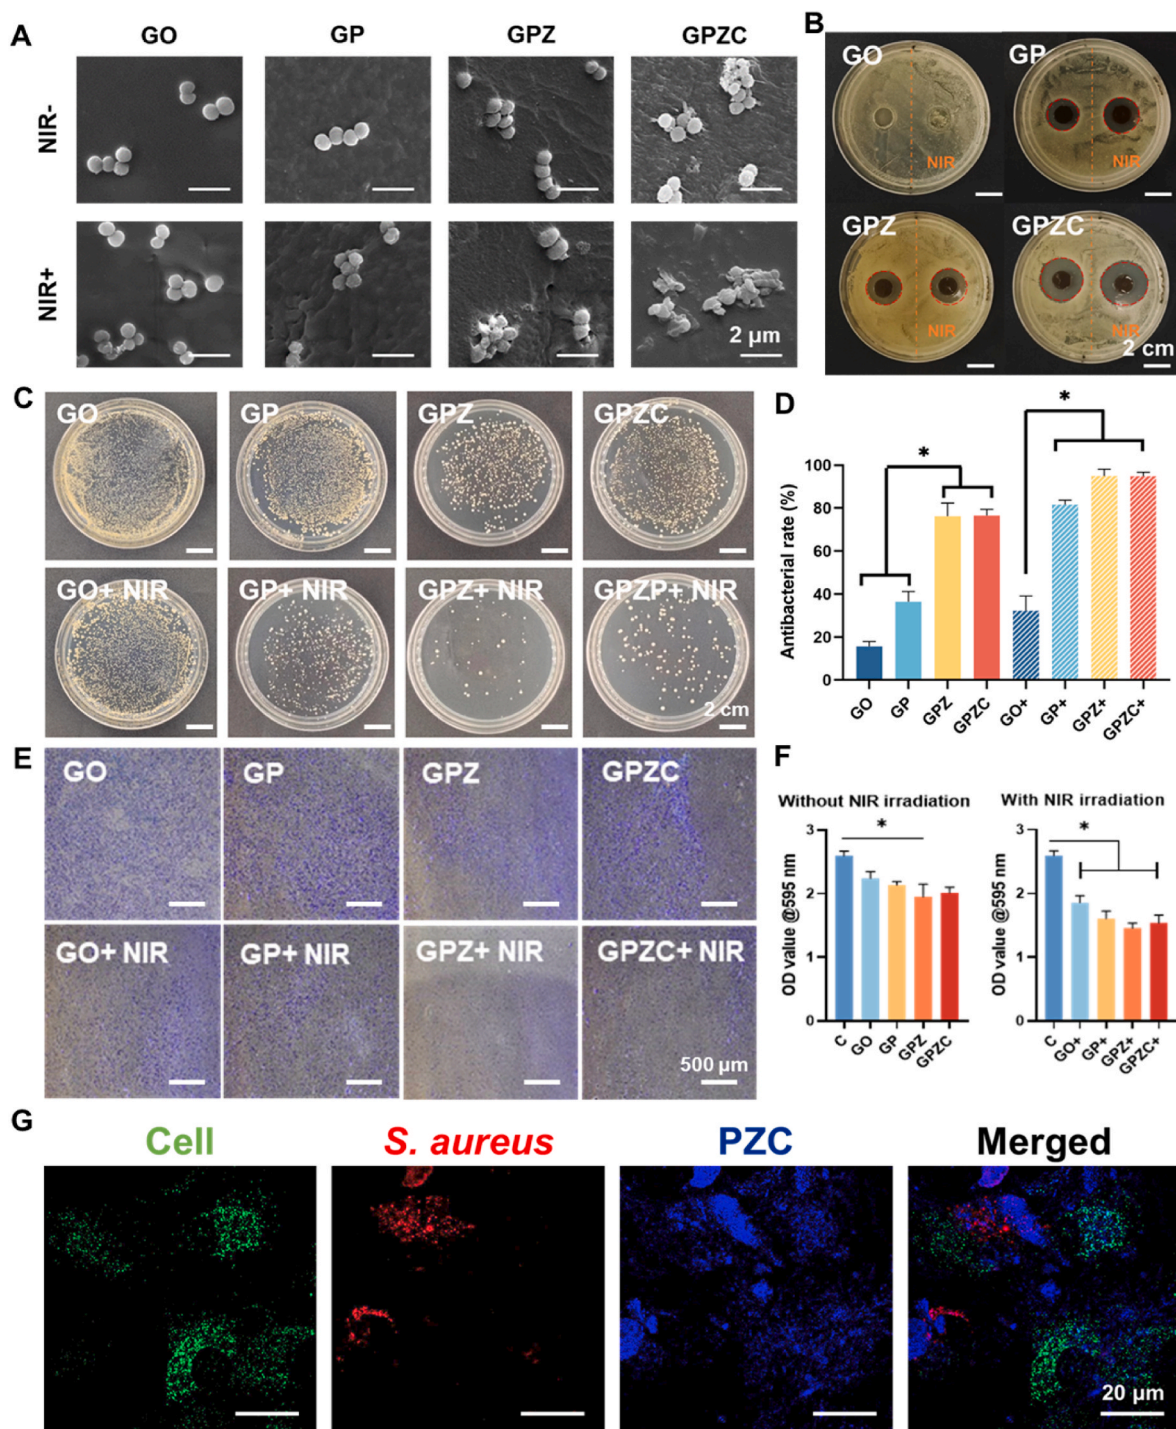 A
GO
GP
GPZ
GPZC
NIR-
NIR+
2 µm
B
GO
GP
NIR
NIR
GPZ
GPZC
NIR
NIR
2 cm
C
GO
GP
GPZ
GPZC
GO+ NIR
GP+ NIR
GPZ+ NIR
GPZP+ NIR
2 cm
D
*
*
Antibacterial rate (%)
100
80
60
40
20
0
GO
GP
GPZ
GPZC
GO+
GP+
GPZ+
GPZC+
E
GO
GP
GPZ
GPZC
GO+ NIR
GP+ NIR
GPZ+ NIR
GPZC+ NIR
500 µm
F
Without NIR irradiation
*
OD value @595 nm
3
2
1
0
C
GO
GP
GPZ
GPZC
With NIR irradiation
*
OD value @595 nm
3
2
1
0
C
GO+
GP+
GPZ+
GPZC+
G
Cell
S. aureus
PZC
Merged
20 µm